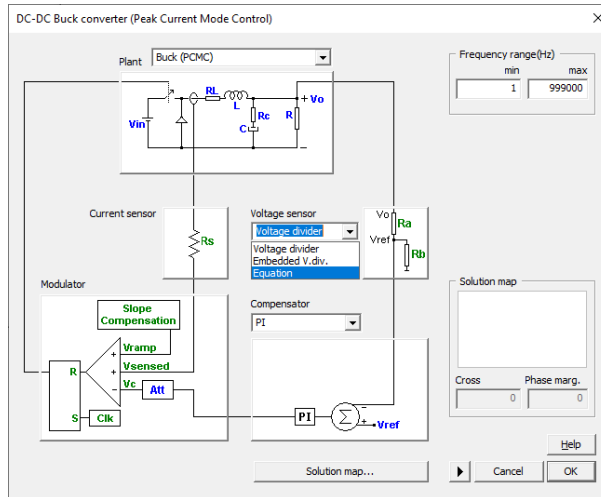 DC-DC Buck converter (Peak Current Mode Control)
Plant
Buck (PCMC)
Frequency range(Hz)
min
max
1
999000
RL
L
+ Vo
Vin
Rc
C
R
−
Current sensor
Rs
Voltage sensor
Voltage divider
Voltage divider
Embedded V.div.
Equation
Vo
Ra
Vref
Rb
Modulator
Slope
Compensation
Vramp
Vsensed
Vc
Att
R
S
Clk
+
+
−
Compensator
PI
PI
Σ
−
+
Vref
Solution map
Cross
Phase marg.
0
0
Help
Solution map...
Cancel
OK